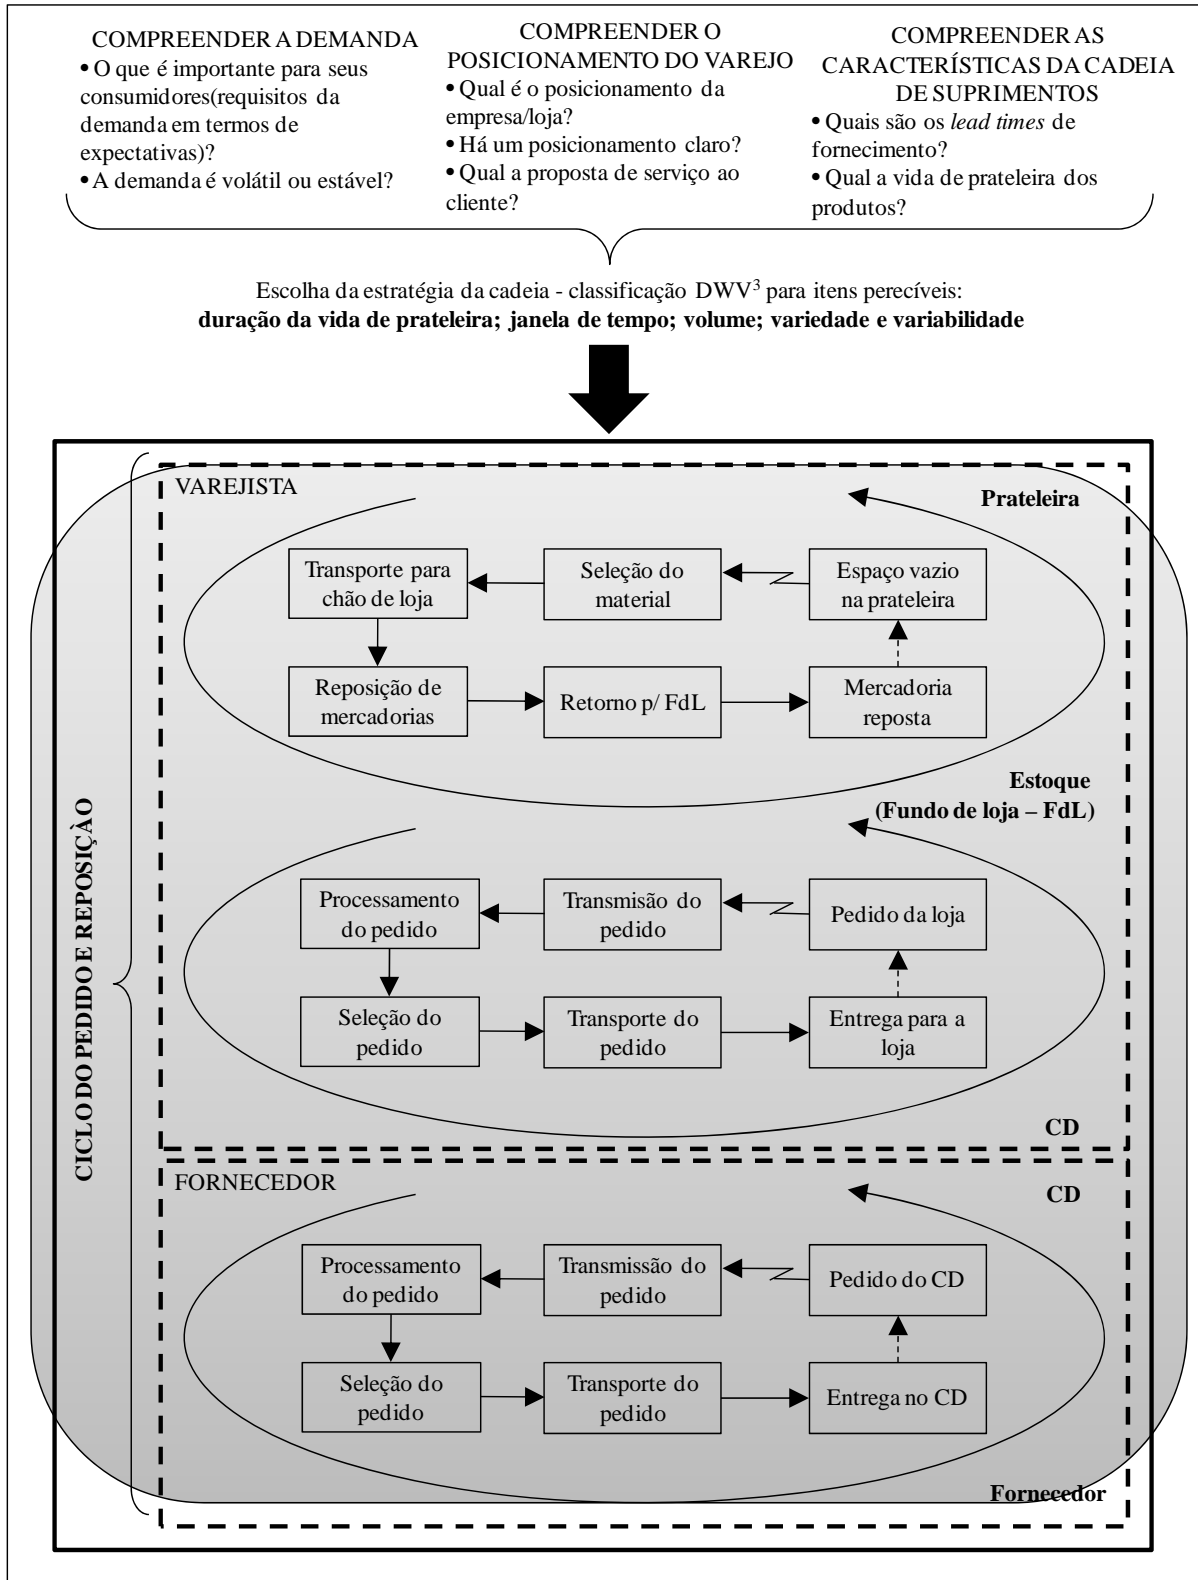 COMPREENDER A DEMANDA
• O que é importante para seus
consumidores(requisitos da
demanda em termos de
expectativas)?
• A demanda é volátil ou estável?
COMPREENDER O
POSICIONAMENTO DO VAREJO
• Qual é o posicionamento da
empresa/loja?
• Há um posicionamento claro?
• Qual a proposta de serviço ao
cliente?
COMPREENDER AS
CARACTERÍSTICAS DA CADEIA
DE SUPRIMENTOS
• Quais são os lead times de
fornecimento?
• Qual a vida de prateleira dos
produtos?
Escolha da estratégia da cadeia - classificação DWV³ para itens perecíveis:
duração da vida de prateleira; janela de tempo; volume; variedade e variabilidade
CICLO DO PEDIDO E REPOSIÇÀO
VAREJISTA
Prateleira
Transporte para
chão de loja
Seleção do
material
Espaço vazio
na prateleira
Reposição de
mercadorias
Retorno p/ FdL
Mercadoria
reposta
Estoque
(Fundo de loja – FdL)
Processamento
do pedido
Transmisão do
pedido
Pedido da loja
Seleção do
pedido
Transporte do
pedido
Entrega para a
loja
CD
FORNECEDOR
CD
Processamento
do pedido
Transmissão do
pedido
Pedido do CD
Seleção do
pedido
Transporte do
pedido
Entrega no CD
Fornecedor